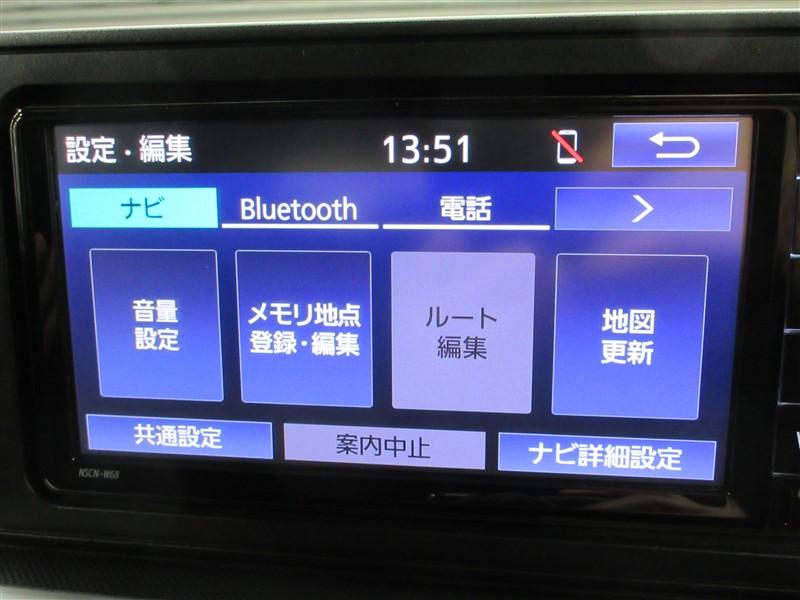 設定・編集 13:51
ナビ Bluetooth 電話 >
音量
設定
メモリ地点
登録・編集
ルート
編集
地図
更新
共通設定 案内中止 ナビ詳細設定
NSCN-W68